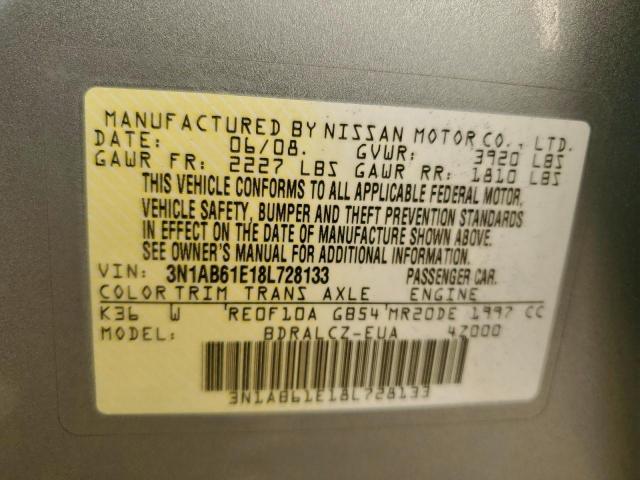 MANUFACTURED BY NISSAN MOTOR CO., LTD.
DATE: 06/08. GVWR: 3920 LBS
GAWR FR: 2227 LBS GAWR RR: 1810 LBS
THIS VEHICLE CONFORMS TO ALL APPLICABLE FEDERAL MOTOR
VEHICLE SAFETY, BUMPER AND THEFT PREVENTION STANDARDS
IN EFFECT ON THE DATE OF MANUFACTURE SHOWN ABOVE.
SEE OWNER'S MANUAL FOR ADDITIONAL INFORMATION.
VIN: 3N1AB61E18L728133 PASSENGER CAR.
COLOR TRIM TRANS AXLE ENGINE
K36 W RE0F10A GB54 MR20DE 1997 CC
MODEL: BDRALCZ-EUA 4Z000
3N1AB61E18L728133